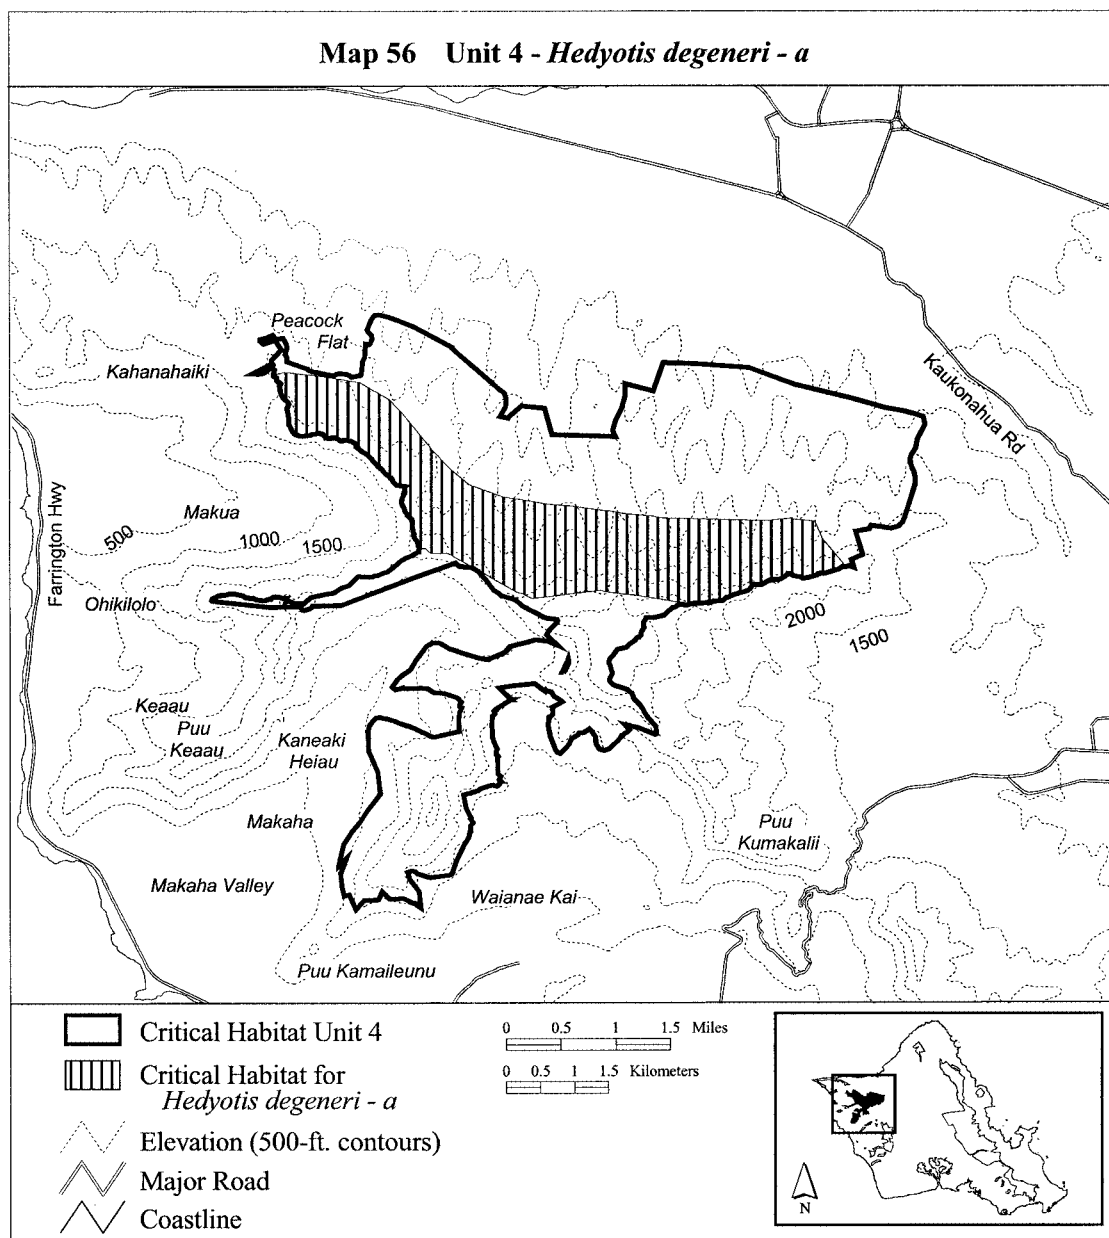 Map 56 Unit 4 - Hedyotis degeneri - a
Peacock
Flat
Kahanahaiki
Kaukonahua Rd
Farrington Hwy
Makua
500
1000
1500
Ohikilolo
2000
1500
Keaau
Puu
Keaau
Kaneaki
Heiau
Makaha
Puu
Kumakalii
Makaha Valley
Waianae Kai
Puu Kamaileunu
Critical Habitat Unit 4
Critical Habitat for
Hedyotis degeneri - a
Elevation (500-ft. contours)
Major Road
Coastline
0 0.5 1 1.5 Miles
0 0.5 1 1.5 Kilometers
N